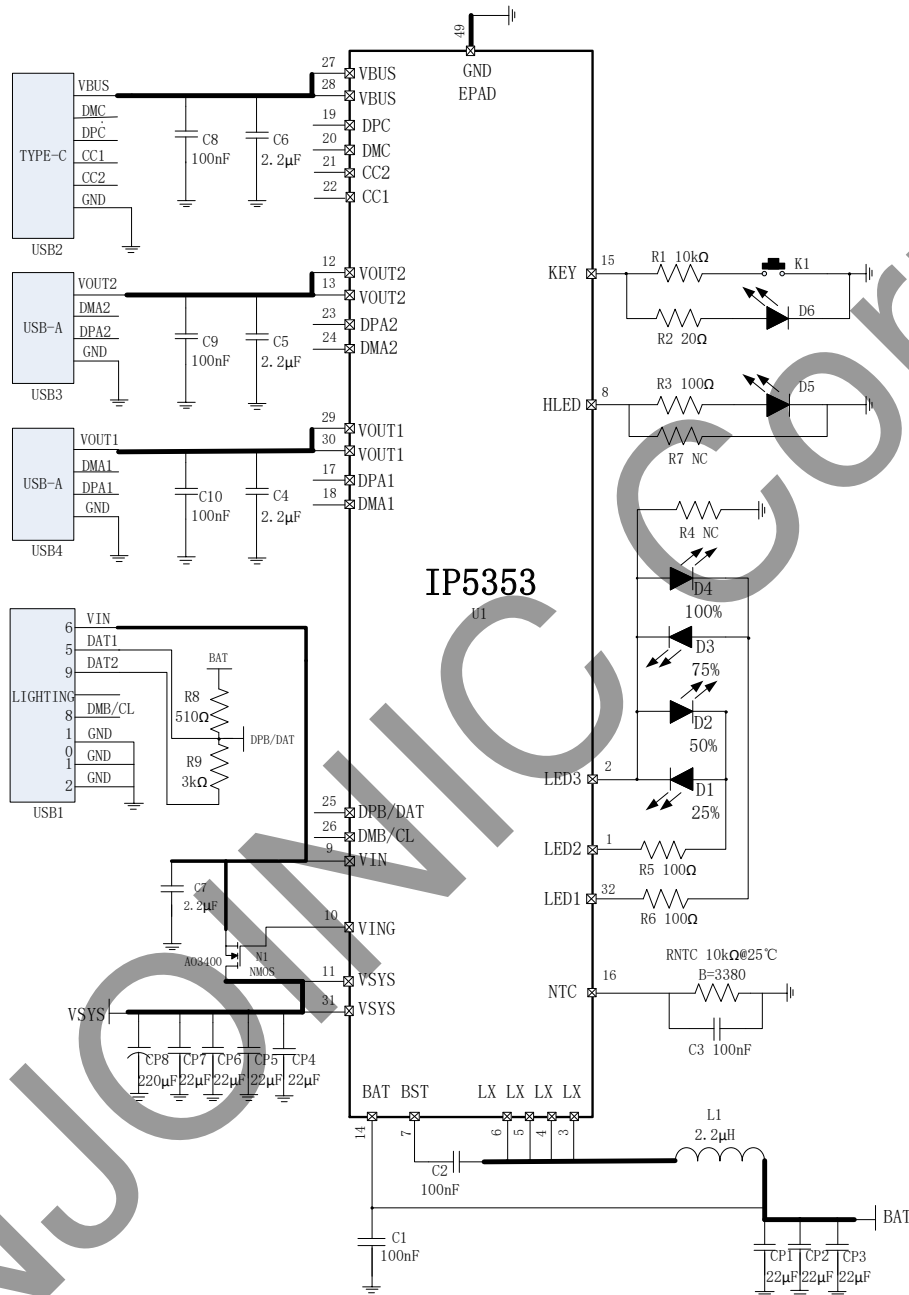 49
GND
EPAD
TYPE-C
VBUS
DMC
DPC
CC1
CC2
GND
USB2
C8
100nF
C6
2.2μF
27
VBUS
28
VBUS
19
DPC
20
DMC
21
CC2
22
CC1
USB-A
VOUT2
DMA2
DPA2
GND
USB3
C9
100nF
C5
2.2μF
12
VOUT2
13
VOUT2
23
DPA2
24
DMA2
USB-A
VOUT1
DMA1
DPA1
GND
USB4
C10
100nF
C4
2.2μF
29
VOUT1
30
VOUT1
17
DPA1
18
DMA1
IP5353
U1
KEY
15
R1 10kΩ
K1
R2 20Ω
D6
HLED
8
R3 100Ω
D5
R7 NC
R4 NC
D4
100%
D3
75%
D2
50%
D1
25%
LED3
2
LED2
1
R5 100Ω
LED1
32
R6 100Ω
LIGHTING
6
VIN
5
DAT1
9
DAT2
8
DMB/CL
1
0
GND
1
GND
2
GND
USB1
BAT
R8
510Ω
DPB/DAT
R9
3kΩ
25
DPB/DAT
26
DMB/CL
9
VIN
C7
2.2μF
10
VING
AO3400
N1
NMOS
11
VSYS
31
VSYS
VSYS
CP8
220μF
CP7
22μF
CP6
22μF
CP5
22μF
CP4
22μF
RNTC 10kΩ@25℃
B=3380
NTC
16
C3 100nF
BAT
BST
LX
LX
LX
LX
14
7
6
5
4
3
C2
100nF
L1
2.2μH
C1
100nF
BAT
CP1
22μF
CP2
22μF
CP3
22μF
NJOINIC Cor